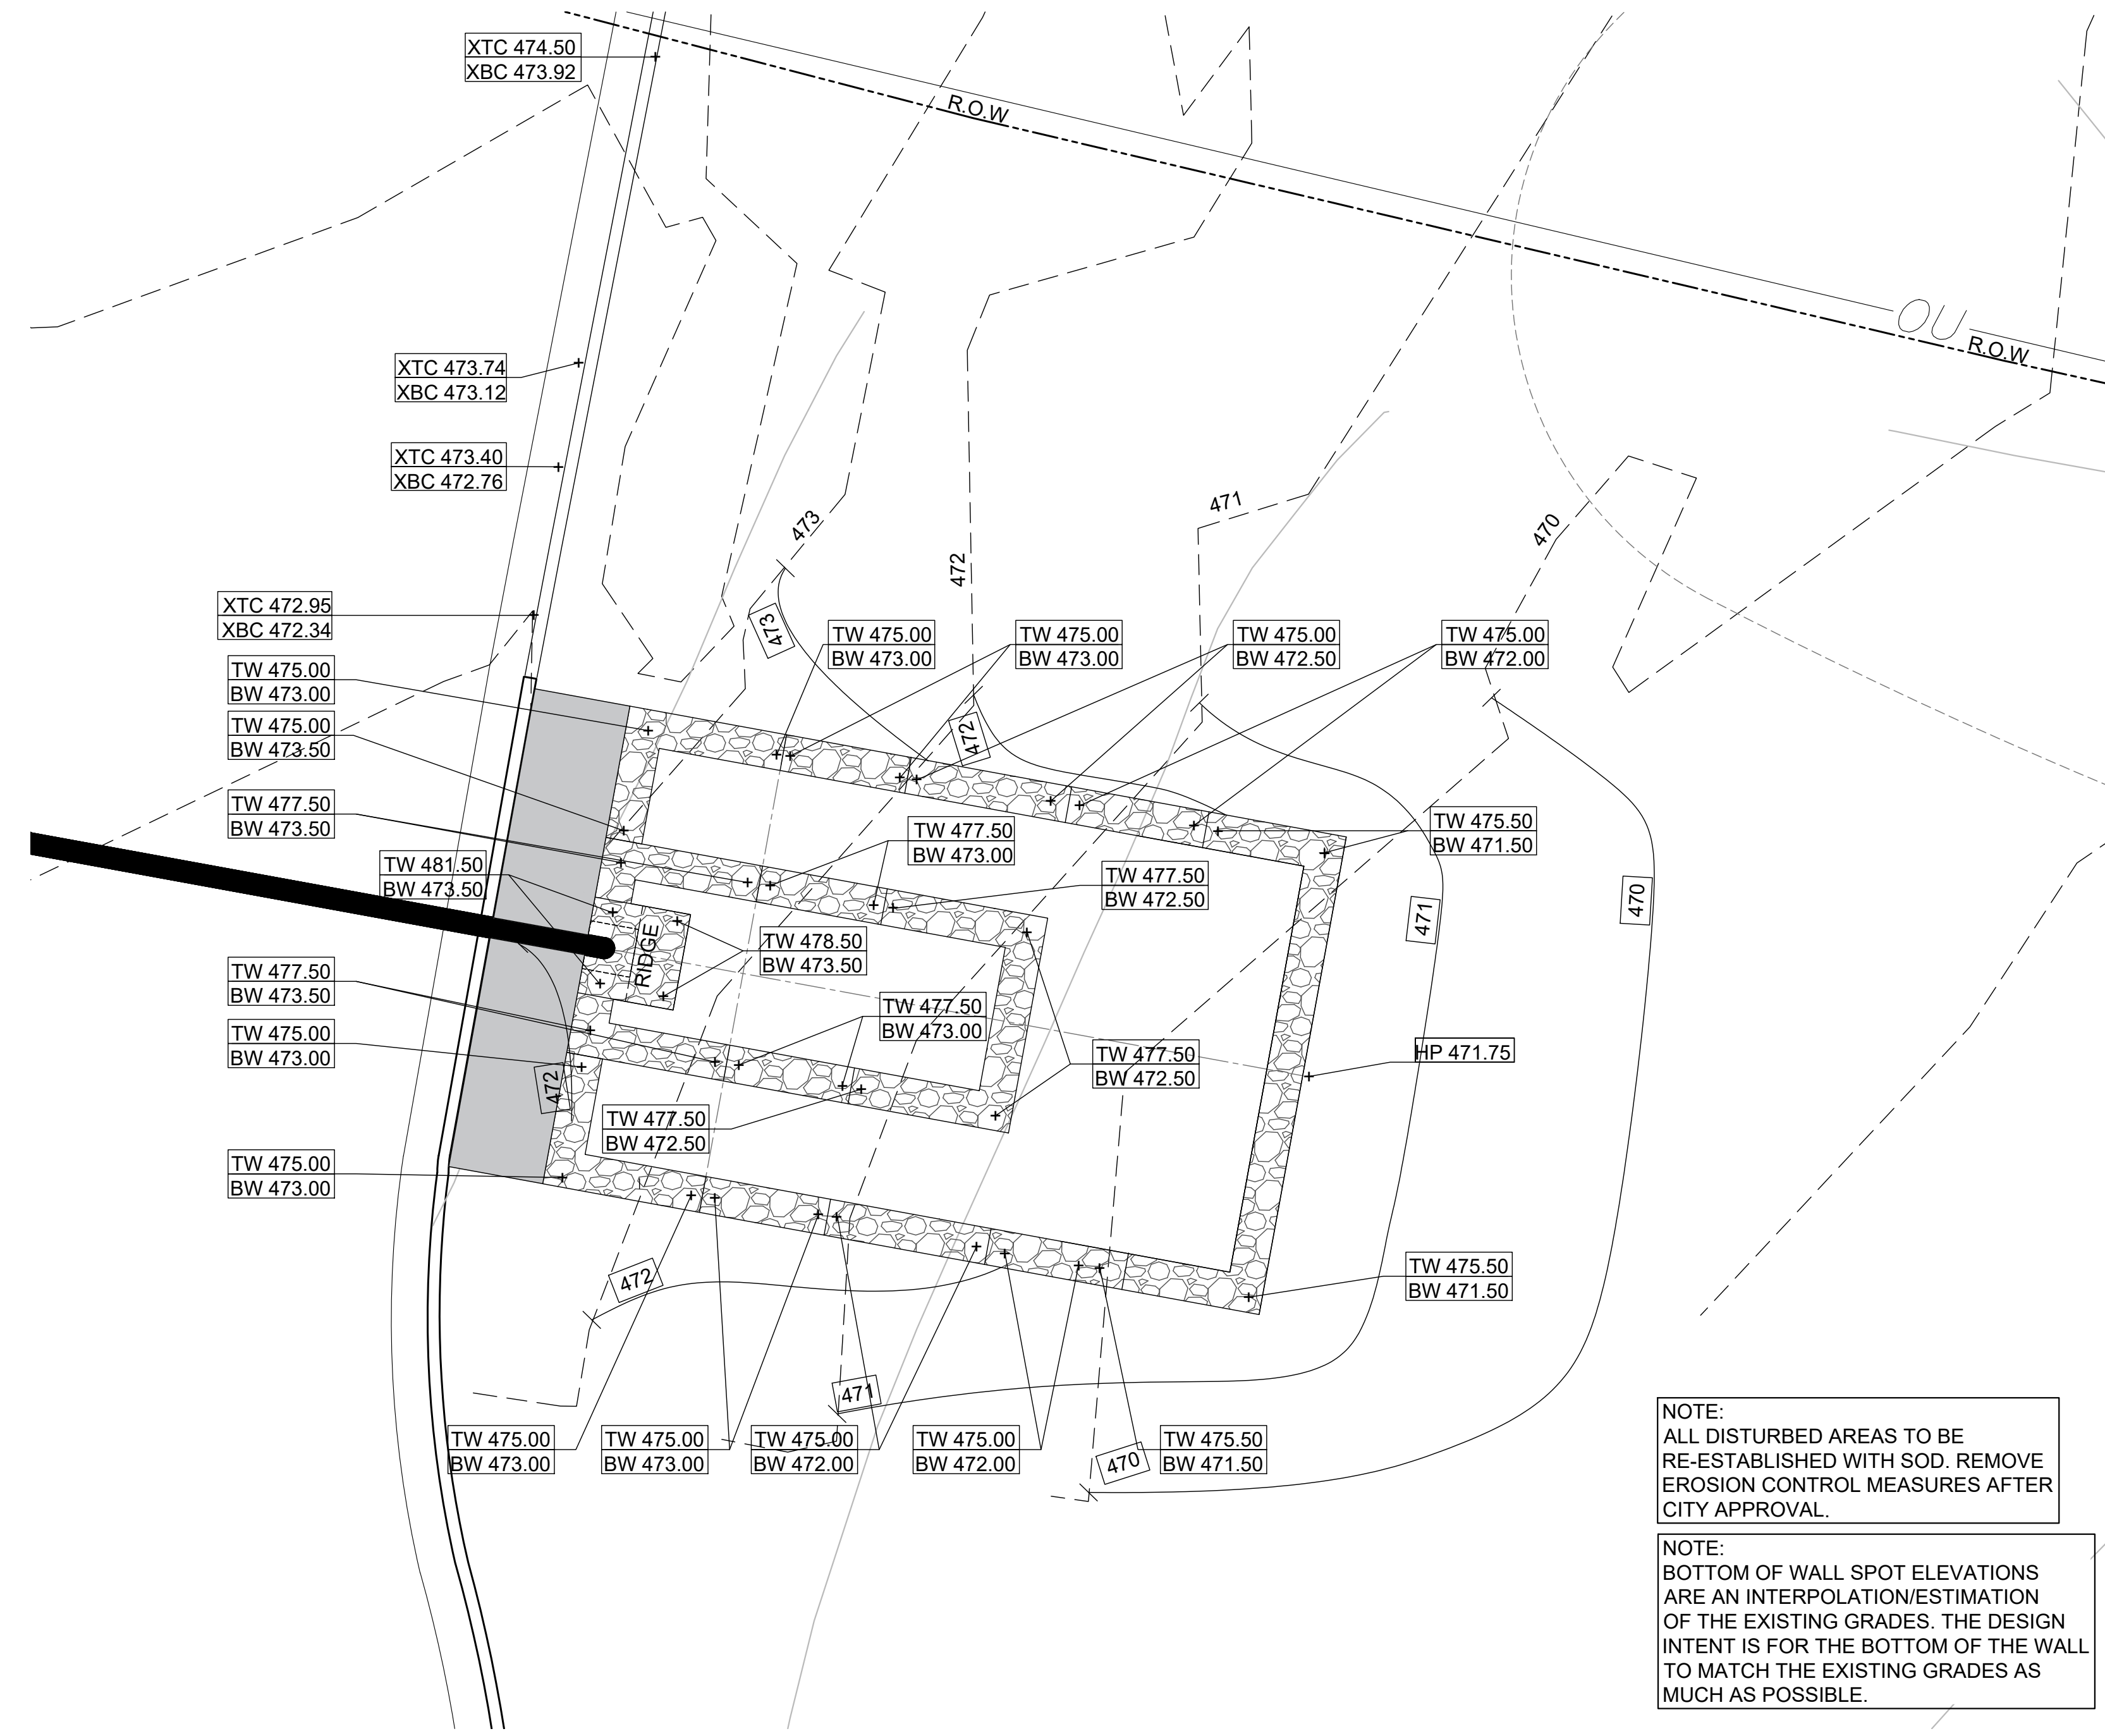 XTC 474.50
XBC 473.92
R.O.W
OU
R.O.W
XTC 473.74
XBC 473.12
XTC 473.40
XBC 472.76
473
472
471
470
XTC 472.95
XBC 472.34
473
TW 475.00
BW 473.00
TW 475.00
BW 473.00
TW 475.00
BW 472.50
TW 475.00
BW 472.00
TW 475.00
BW 473.00
TW 475.00
BW 473.50
472
TW 477.50
BW 473.50
TW 477.50
BW 473.00
TW 475.50
BW 471.50
TW 481.50
BW 473.50
TW 477.50
BW 472.50
471
470
RIDGE
TW 478.50
BW 473.50
TW 477.50
BW 473.50
TW 477.50
BW 473.00
TW 475.00
BW 473.00
HP 471.75
TW 477.50
BW 472.50
472
TW 477.50
BW 472.50
TW 475.00
BW 473.00
472
TW 475.50
BW 471.50
471
TW 475.00
BW 473.00
TW 475.00
BW 473.00
TW 475.00
BW 472.00
TW 475.00
BW 472.00
470
TW 475.50
BW 471.50
NOTE:
ALL DISTURBED AREAS TO BE
RE-ESTABLISHED WITH SOD. REMOVE
EROSION CONTROL MEASURES AFTER
CITY APPROVAL.
NOTE:
BOTTOM OF WALL SPOT ELEVATIONS
ARE AN INTERPOLATION/ESTIMATION
OF THE EXISTING GRADES. THE DESIGN
INTENT IS FOR THE BOTTOM OF THE WALL
TO MATCH THE EXISTING GRADES AS
MUCH AS POSSIBLE.